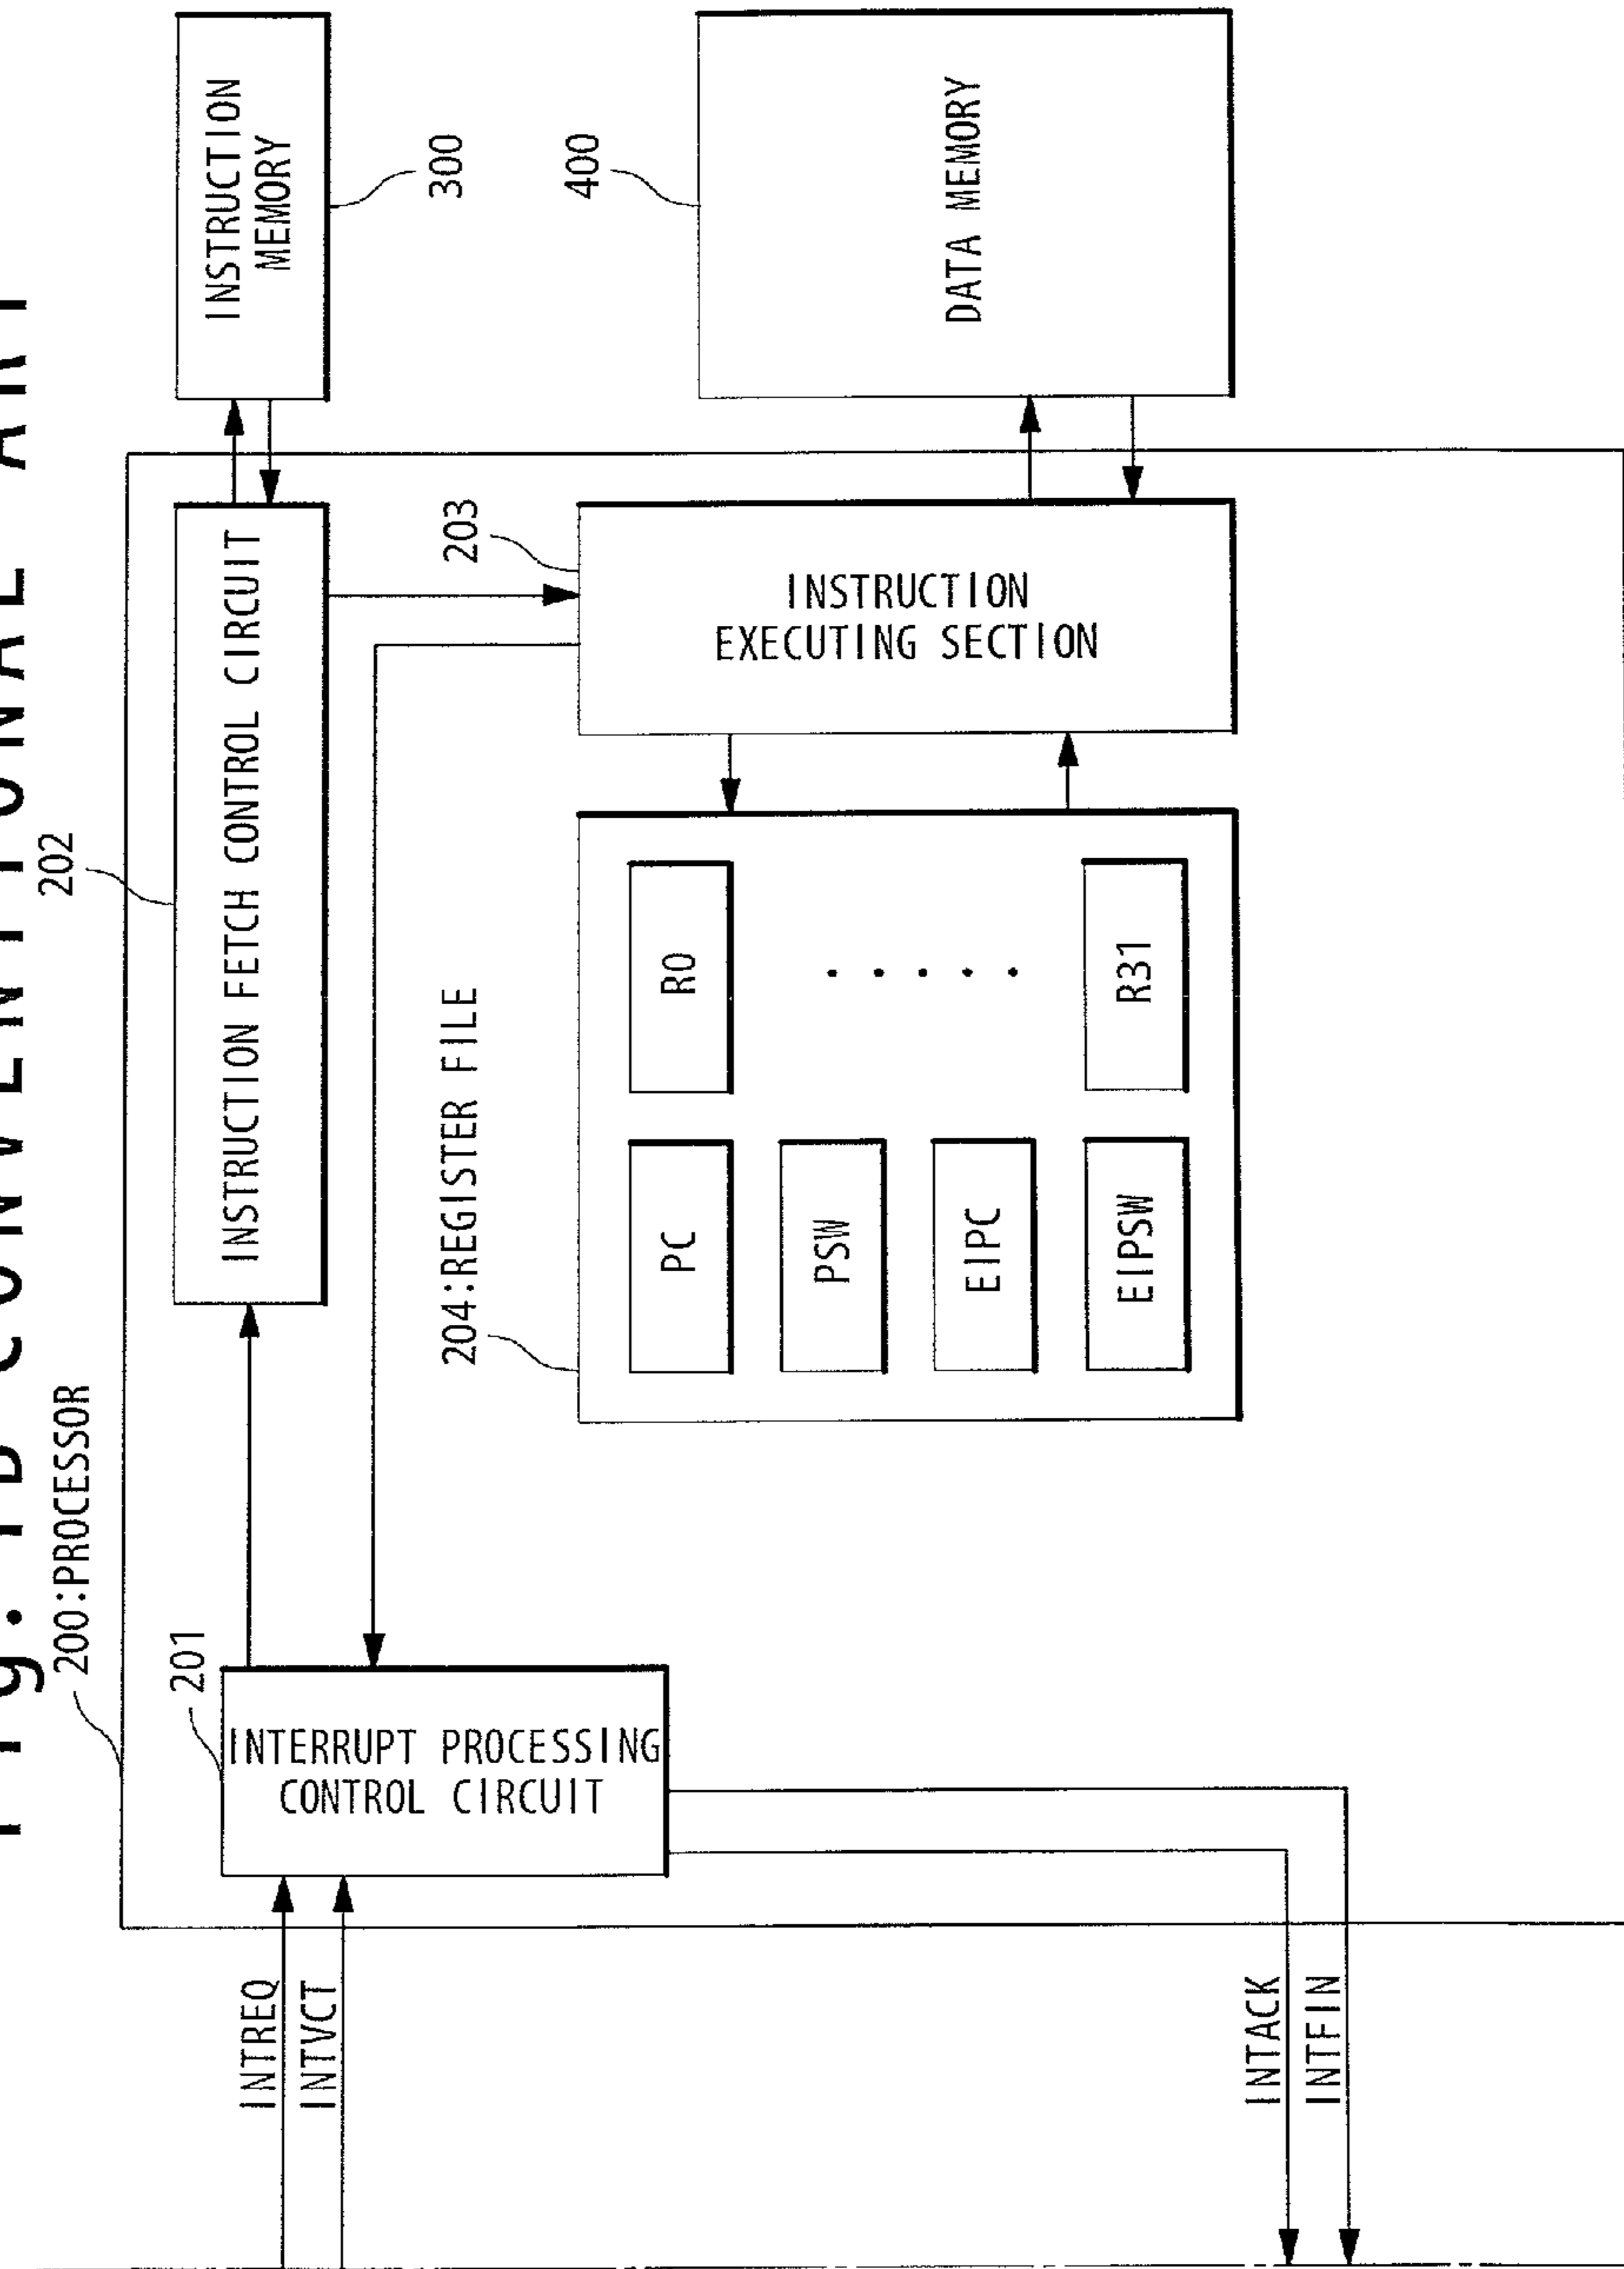 Fig. 1B CONVENTIONAL ART
200:PROCESSOR
202
201
INSTRUCTION FETCH CONTROL CIRCUIT
INSTRUCTION
MEMORY
300
INTERRUPT PROCESSING
CONTROL CIRCUIT
INTREQ
INTVCT
204:REGISTER FILE
203
400
PC
R0
PSW
EIPC
EIPSW
R31
INSTRUCTION
EXECUTING SECTION
DATA MEMORY
INTACK
INTFIN